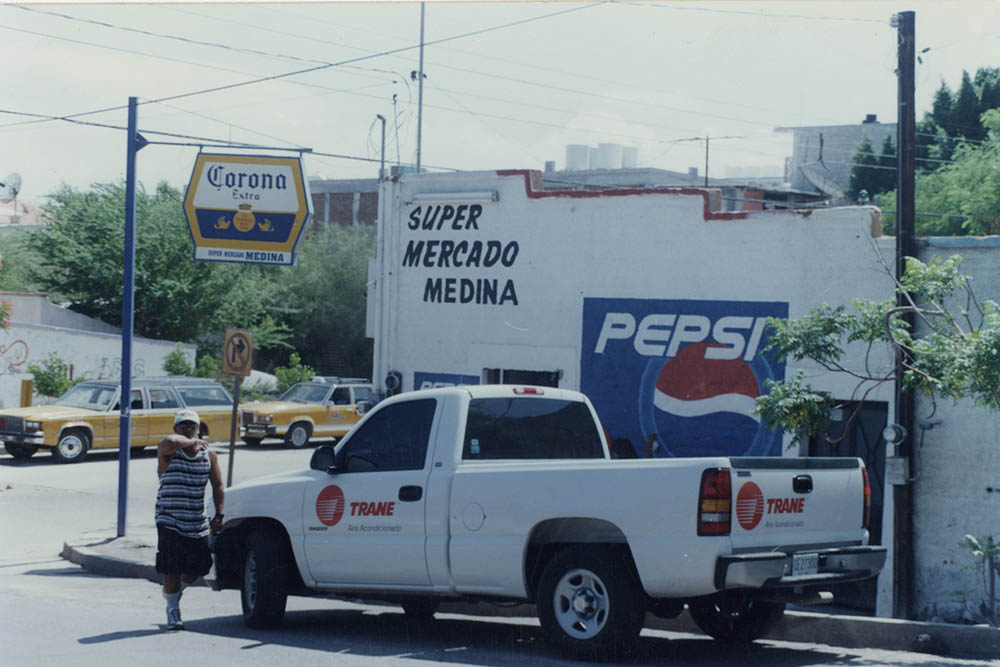 Corona
Extra
SUPER MERCADO MEDINA
SUPER
MERCADO
MEDINA
PEPSI
TRANE
Aire Acondicionado
TRANE
Aire Acondicionado